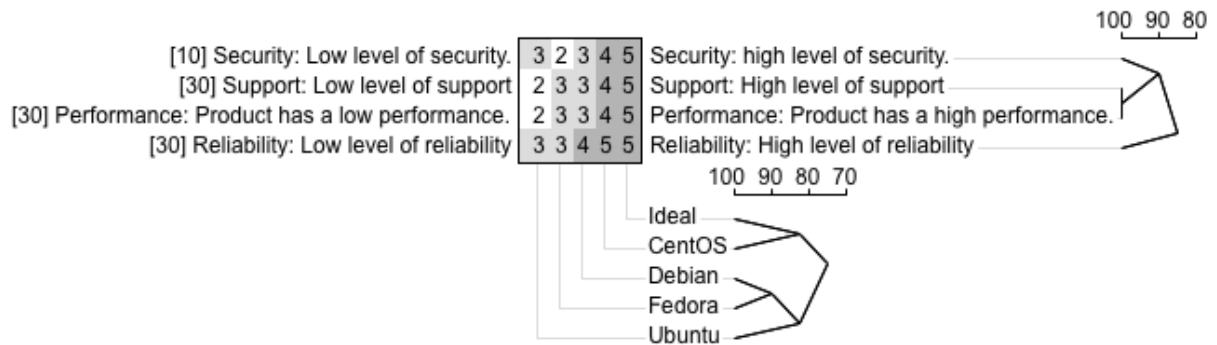 100 90 80
[10] Security: Low level of security. 3 2 3 4 5 Security: high level of security.
[30] Support: Low level of support 2 3 3 4 5 Support: High level of support
[30] Performance: Product has a low performance. 2 3 3 4 5 Performance: Product has a high performance.
[30] Reliability: Low level of reliability 3 3 4 5 5 Reliability: High level of reliability
100 90 80 70
Ideal
CentOS
Debian
Fedora
Ubuntu